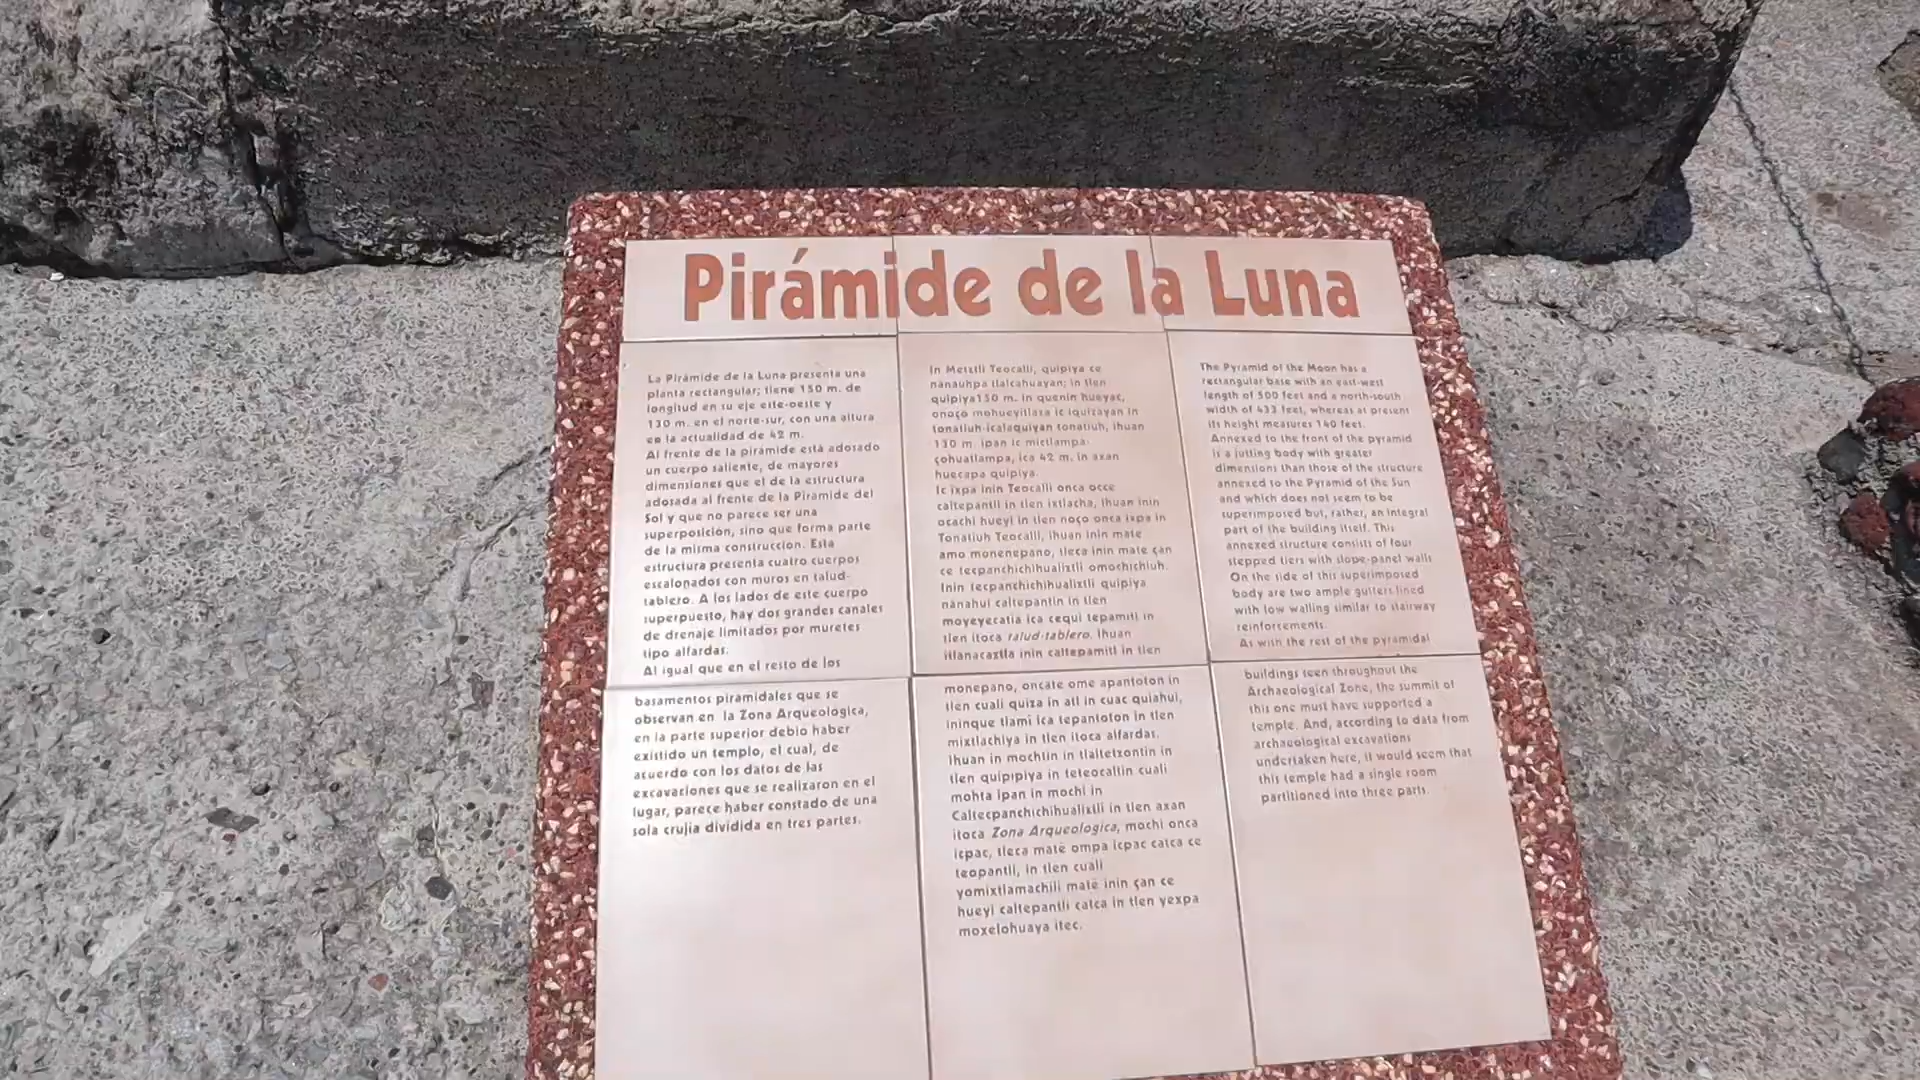 Pirámide de la Luna
La Pirámide de la Luna presenta una
planta rectangular; tiene 150 m. de
longitud en su eje este-oeste y
130 m. en el norte-sur, con una altura
en la actualidad de 42 m.
Al frente de la pirámide está adosado
un cuerpo saliente, de mayores
dimensiones que el de la estructura
adosada al frente de la Pirámide del
Sol y que no parece ser una
superposición, sino que forma parte
de la misma construcción. Esta
estructura presenta cuatro cuerpos
escalonados con muros en talud-
tablero. A los lados de este cuerpo
superpuesto, hay dos grandes canales
de drenaje limitados por muretes
tipo alfardas.
Al igual que en el resto de los
basamentos piramidales que se
observan en la Zona Arqueológica,
en la parte superior debió haber
existido un templo, el cual, de
acuerdo con los datos de las
excavaciones que se realizaron en el
lugar, parece haber constado de una
sola crujía dividida en tres partes.
In Metztli Teocalli, quipiya ce
nanauhpa tlalcahuayan; in tlen
quipiya150 m. in quenin hueyac,
onoço mohueyitlaza ic iquizayan in
tonatiuh-icalaquiyan tonatiuh, ihuan
130 m. ipan ic mictlampa-
çohuatlampa, ica 42 m. in axan
huecapa quipiya.
Ic ixpa inin Teocalli onca occe
caltepantli in tlen ixtlacha, ihuan inin
ocachi hueyi in tlen noço onca ixpa in
Tonatiuh Teocalli, ihuan inin mate
amo monenepano, tleca inin mate çan
ce tecpanchichihualiztli omochichiuh.
Inin tecpanchichihualiztli quipiya
nanahui caltepantin in tlen
moyeyecatia ica cequi tepamitl in
tlen itoca talud-tablero. Ihuan
itlanacaztla inin caltepamitl in tlen
monepano, oncate ome apantoton in
tlen cuali quiza in atl in cuac quiahui,
ininque tlami ica tepantoton in tlen
mixtlachiya in tlen itoca alfardas.
Ihuan in mochtin in tlaltetzontin in
tlen quipipiya in teteocaltin cuali
mohta ipan in mochi in
Caltecpanchichihualiztli in tlen axan
itoca Zona Arqueologica, mochi onca
icpac, tleca mate ompa icpac catca ce
teopantli, in tlen cuali
yomixtlamachili mate inin çan ce
hueyi caltepantli catca in tlen yexpa
moxelohuaya itec.
The Pyramid of the Moon has a
rectangular base with an east-west
length of 500 feet and a north-south
width of 433 feet, whereas at present
its height measures 140 feet.
Annexed to the front of the pyramid
is a jutting body with greater
dimensions than those of the structure
annexed to the Pyramid of the Sun
and which does not seem to be
superimposed but, rather, an integral
part of the building itself. This
annexed structure consists of four
stepped tiers with slope-panel walls
On the side of this superimposed
body are two ample gutters lined
with low walling similar to stairway
reinforcements.
As with the rest of the pyramidal
buildings seen throughout the
Archaeological Zone, the summit of
this one must have supported a
temple. And, according to data from
archaeological excavations
undertaken here, it would seem that
this temple had a single room
partitioned into three parts.